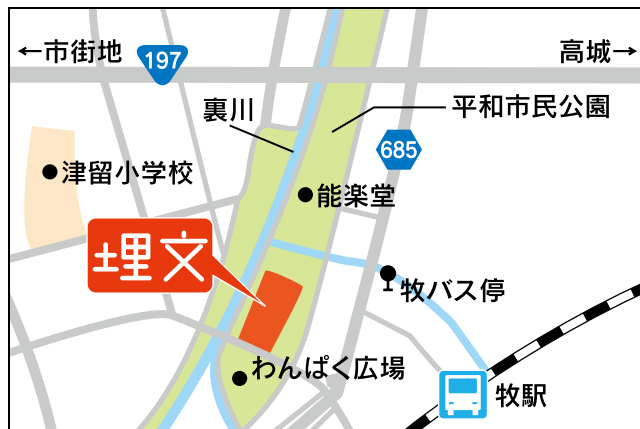 ←市街地
197
高城→
裏川
平和市民公園
685
津留小学校
能楽堂
埋文
牧バス停
わんぱく広場
牧駅